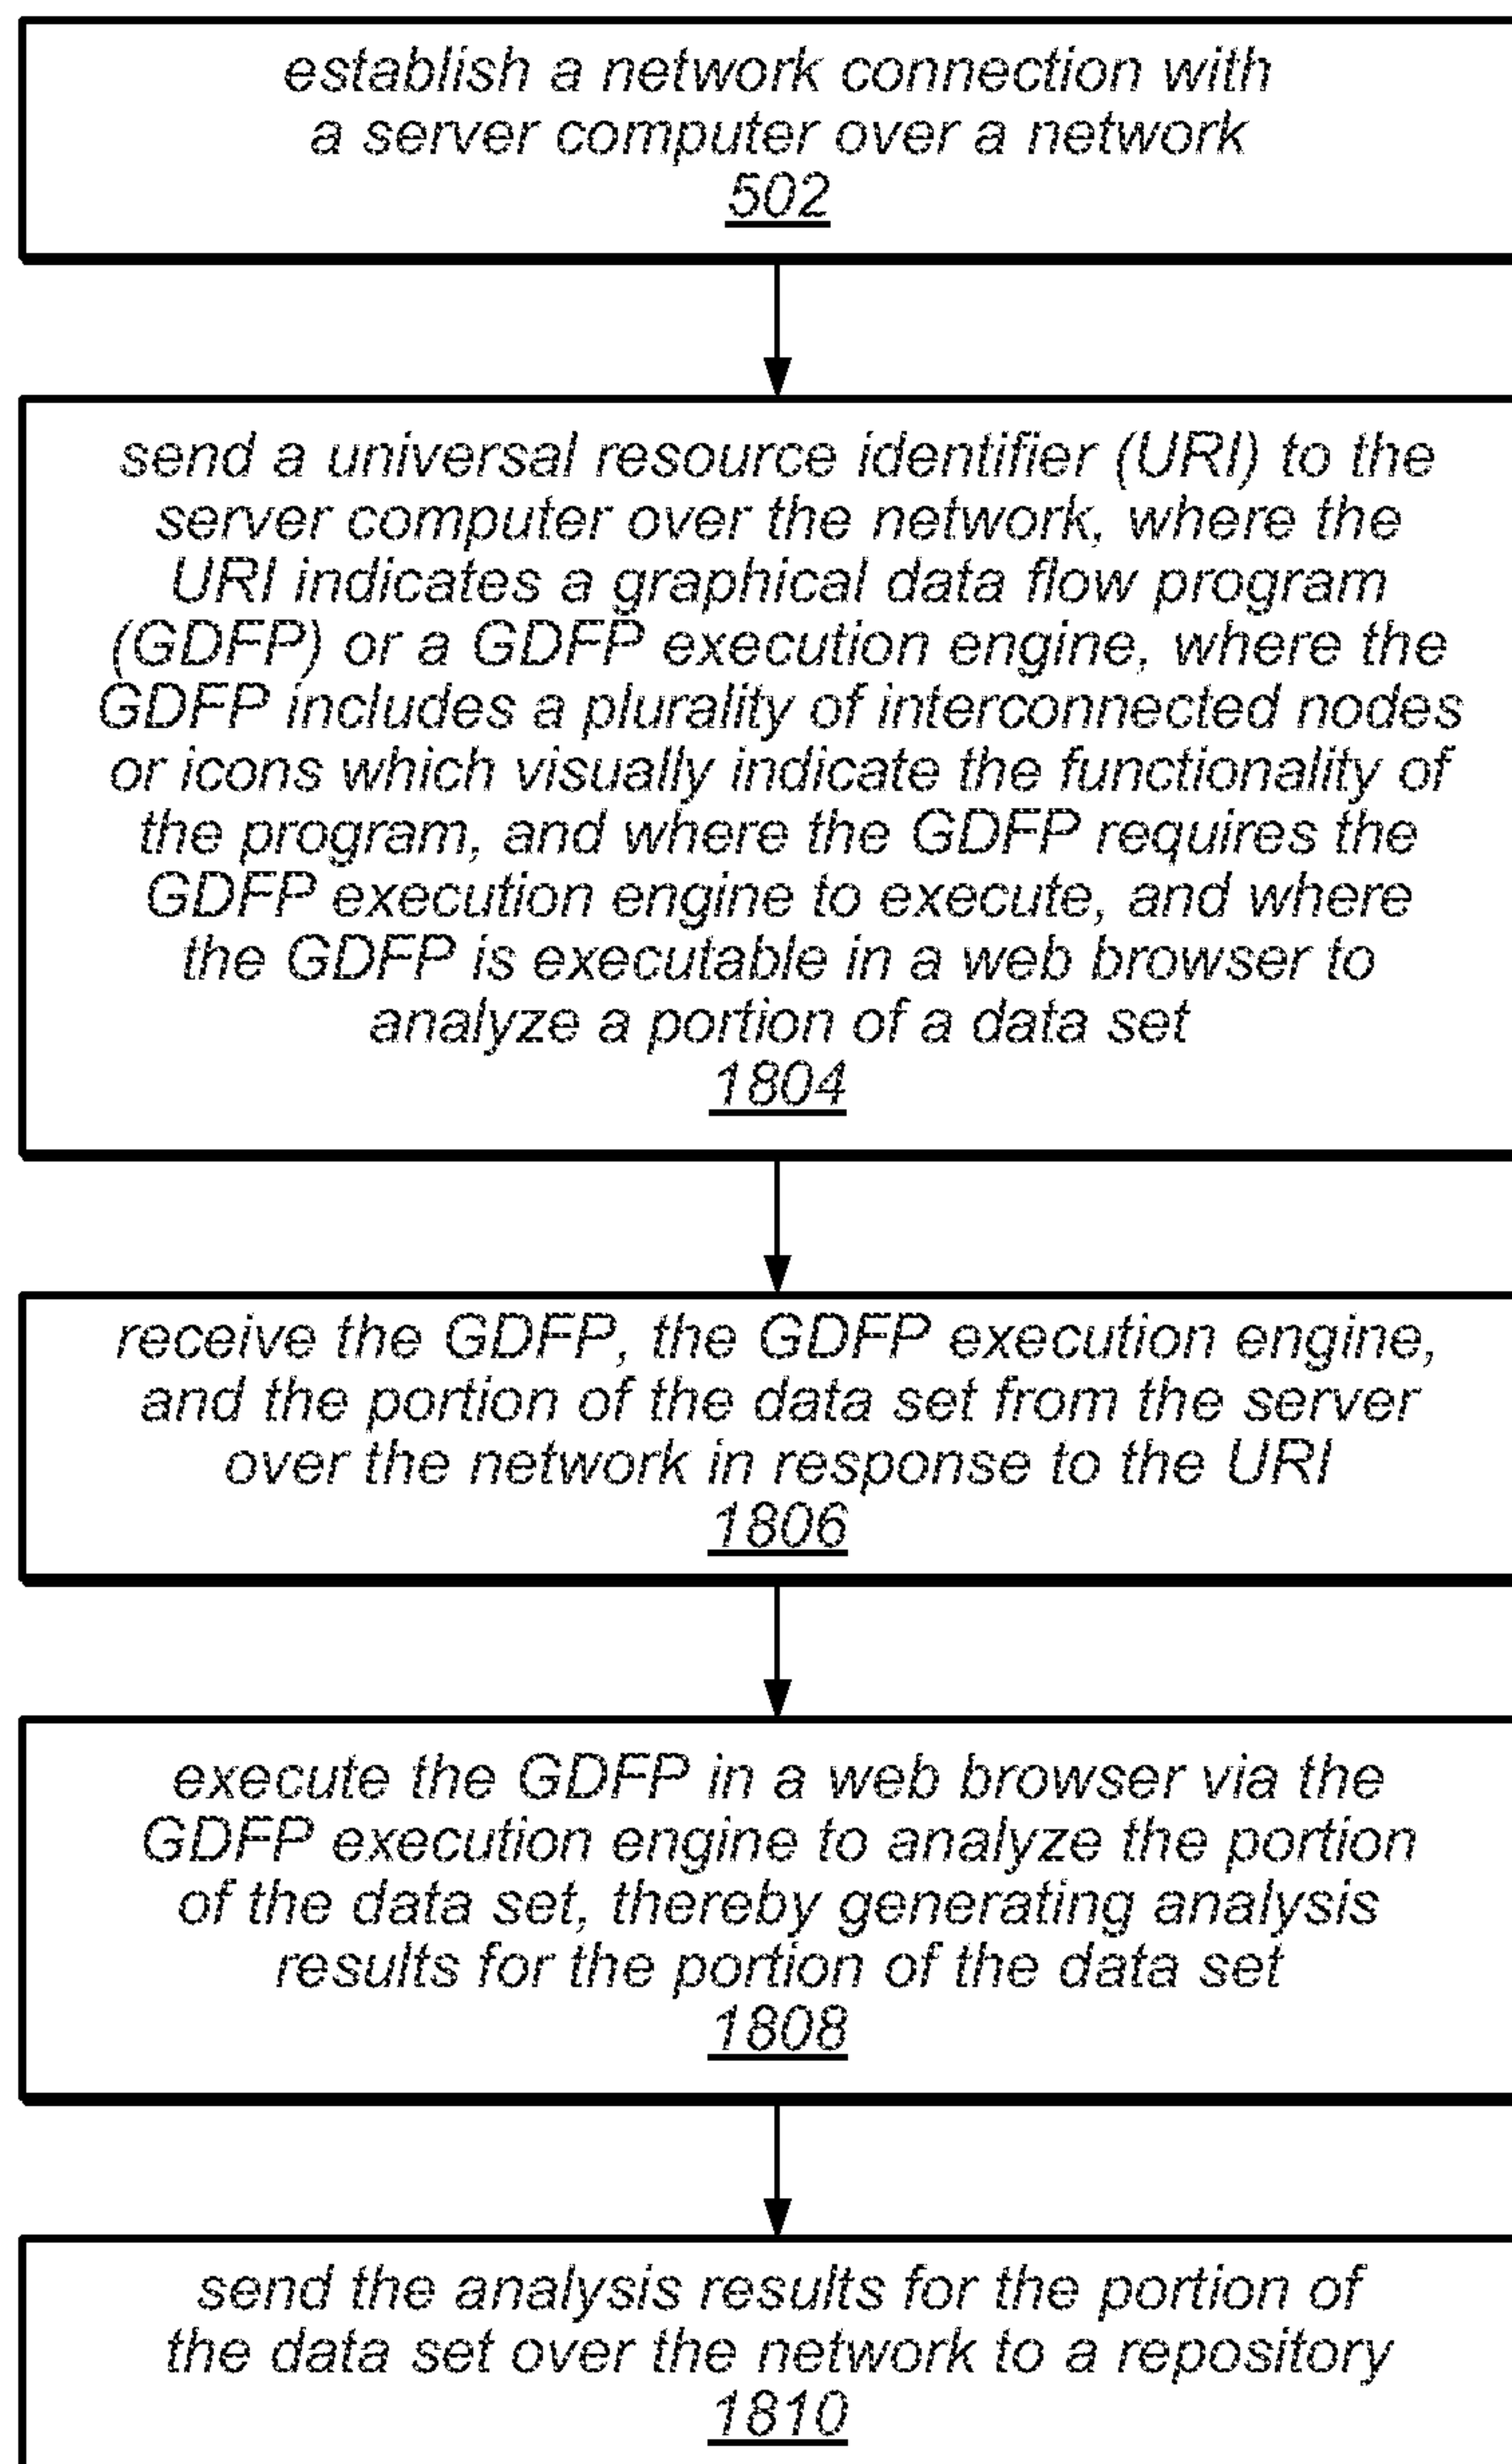 establish a network connection with
a server computer over a network
502
send a universal resource identifier (URI) to the
server computer over the network, where the
URI indicates a graphical data flow program
(GDFP) or a GDFP execution engine, where the
GDFP includes a plurality of interconnected nodes
or icons which visually indicate the functionality of
the program, and where the GDFP requires the
GDFP execution engine to execute, and where
the GDFP is executable in a web browser to
analyze a portion of a data set
1804
receive the GDFP, the GDFP execution engine,
and the portion of the data set from the server
over the network in response to the URI
1806
execute the GDFP in a web browser via the
GDFP execution engine to analyze the portion
of the data set, thereby generating analysis
results for the portion of the data set
1808
send the analysis results for the portion of
the data set over the network to a repository
1810